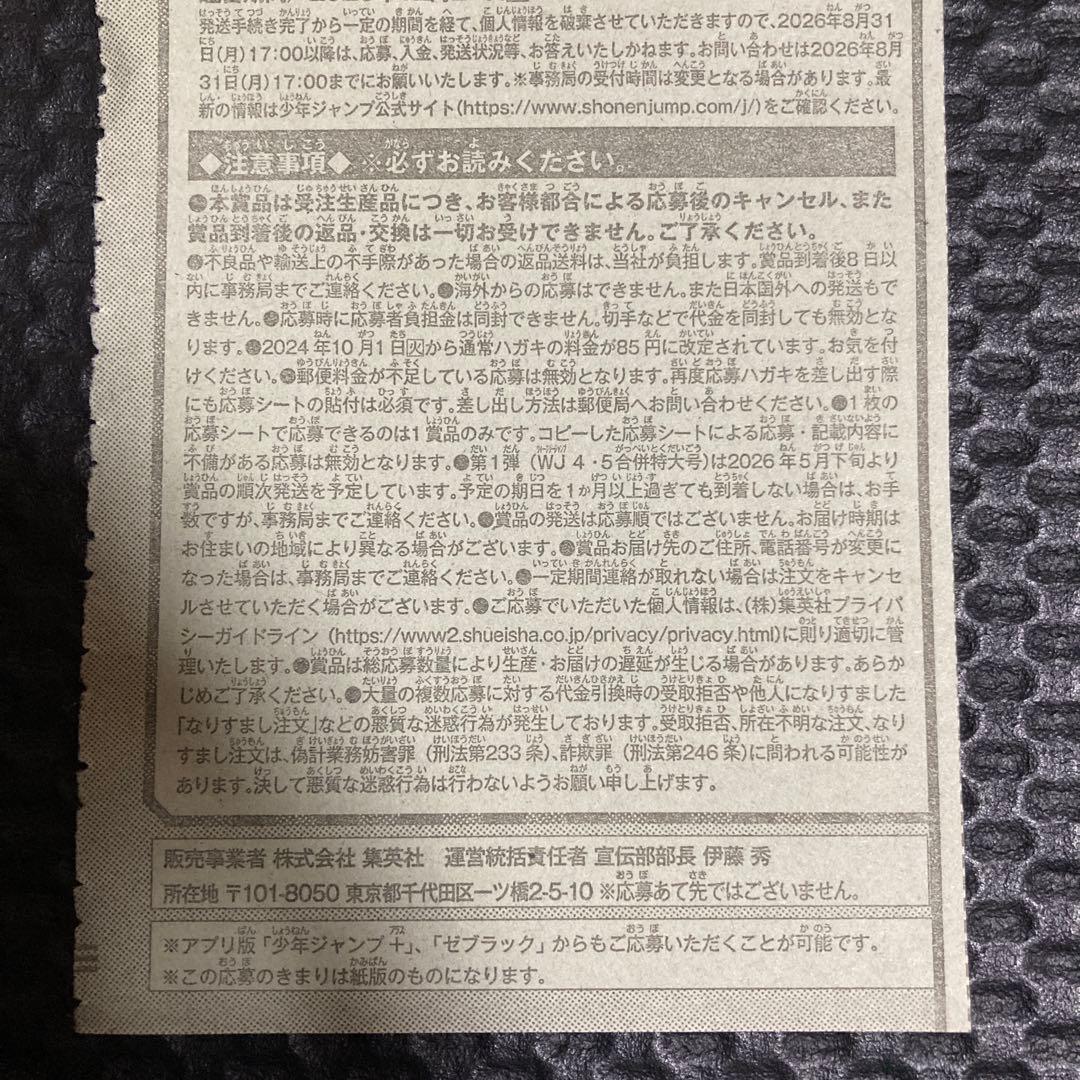 発送手続き完了から一定の期間を経て、個人情報を破棄させていただきますので、2026年8月31
日(月)17:00以降は、応募、入金、発送状況等、お答えいたしかねます。お問い合わせは2026年8月
31日(月)17:00までにお願いいたします。※事務局の受付時間は変更となる場合があります。最
新の情報は少年ジャンプ公式サイト(https://www.shonenjump.com/j/)をご確認ください。
◆注意事項◆ ※必ずお読みください。
●本賞品は受注生産品につき、お客様都合による応募後のキャンセル、また
賞品到着後の返品・交換は一切お受けできません。ご了承ください。
●不良品や輸送上の不手際があった場合の返品送料は、当社が負担します。賞品到着後8日以
内に事務局までご連絡ください。●海外からの応募はできません。また日本国外への発送もで
きません。●応募時に応募者負担金は同封できません。切手などで代金を同封しても無効とな
ります。●2024年10月1日火から通常ハガキの料金が85円に改定されています。お気を付
けください。●郵便料金が不足している応募は無効となります。再度応募ハガキを差し出す際
にも応募シートの貼付は必須です。差し出し方法は郵便局へお問い合わせください。●1枚の
応募シートで応募できるのは1賞品のみです。コピーした応募シートによる応募・記載内容に
不備がある応募は無効となります。●第1弾(WJ 4・5合併特大号)は2026年5月下旬より
賞品の順次発送を予定しています。予定の期日を1か月以上過ぎても到着しない場合は、お手
数ですが、事務局までご連絡ください。●賞品の発送は応募順ではございません。お届け時期は
お住まいの地域により異なる場合がございます。●賞品お届け先のご住所、電話番号が変更に
なった場合は、事務局までご連絡ください。●一定期間連絡が取れない場合は注文をキャンセ
ルさせていただく場合がございます。●ご応募でいただいた個人情報は、(株)集英社プライバ
シーガイドライン(https://www2.shueisha.co.jp/privacy/privacy.html)に則り適切に管
理いたします。●賞品は総応募数量により生産・お届けの遅延が生じる場合があります。あらか
じめご了承ください。●大量の複数応募に対する代金引換時の受取拒否や他人になりすました
「なりすまし注文」などの悪質な迷惑行為が発生しております。受取拒否、所在不明な注文、なり
すまし注文は、偽計業務妨害罪(刑法第233条)、詐欺罪(刑法第246条)に問われる可能性が
あります。決して悪質な迷惑行為は行わないようお願い申し上げます。
販売事業者 株式会社 集英社 運営統括責任者 宣伝部部長 伊藤 秀
所在地 〒101-8050 東京都千代田区一ツ橋2-5-10 ※応募あて先ではございません。
※アプリ版「少年ジャンプ+」、「ゼブラック」からもご応募いただくことが可能です。
※この応募のきまりは紙版のものになります。